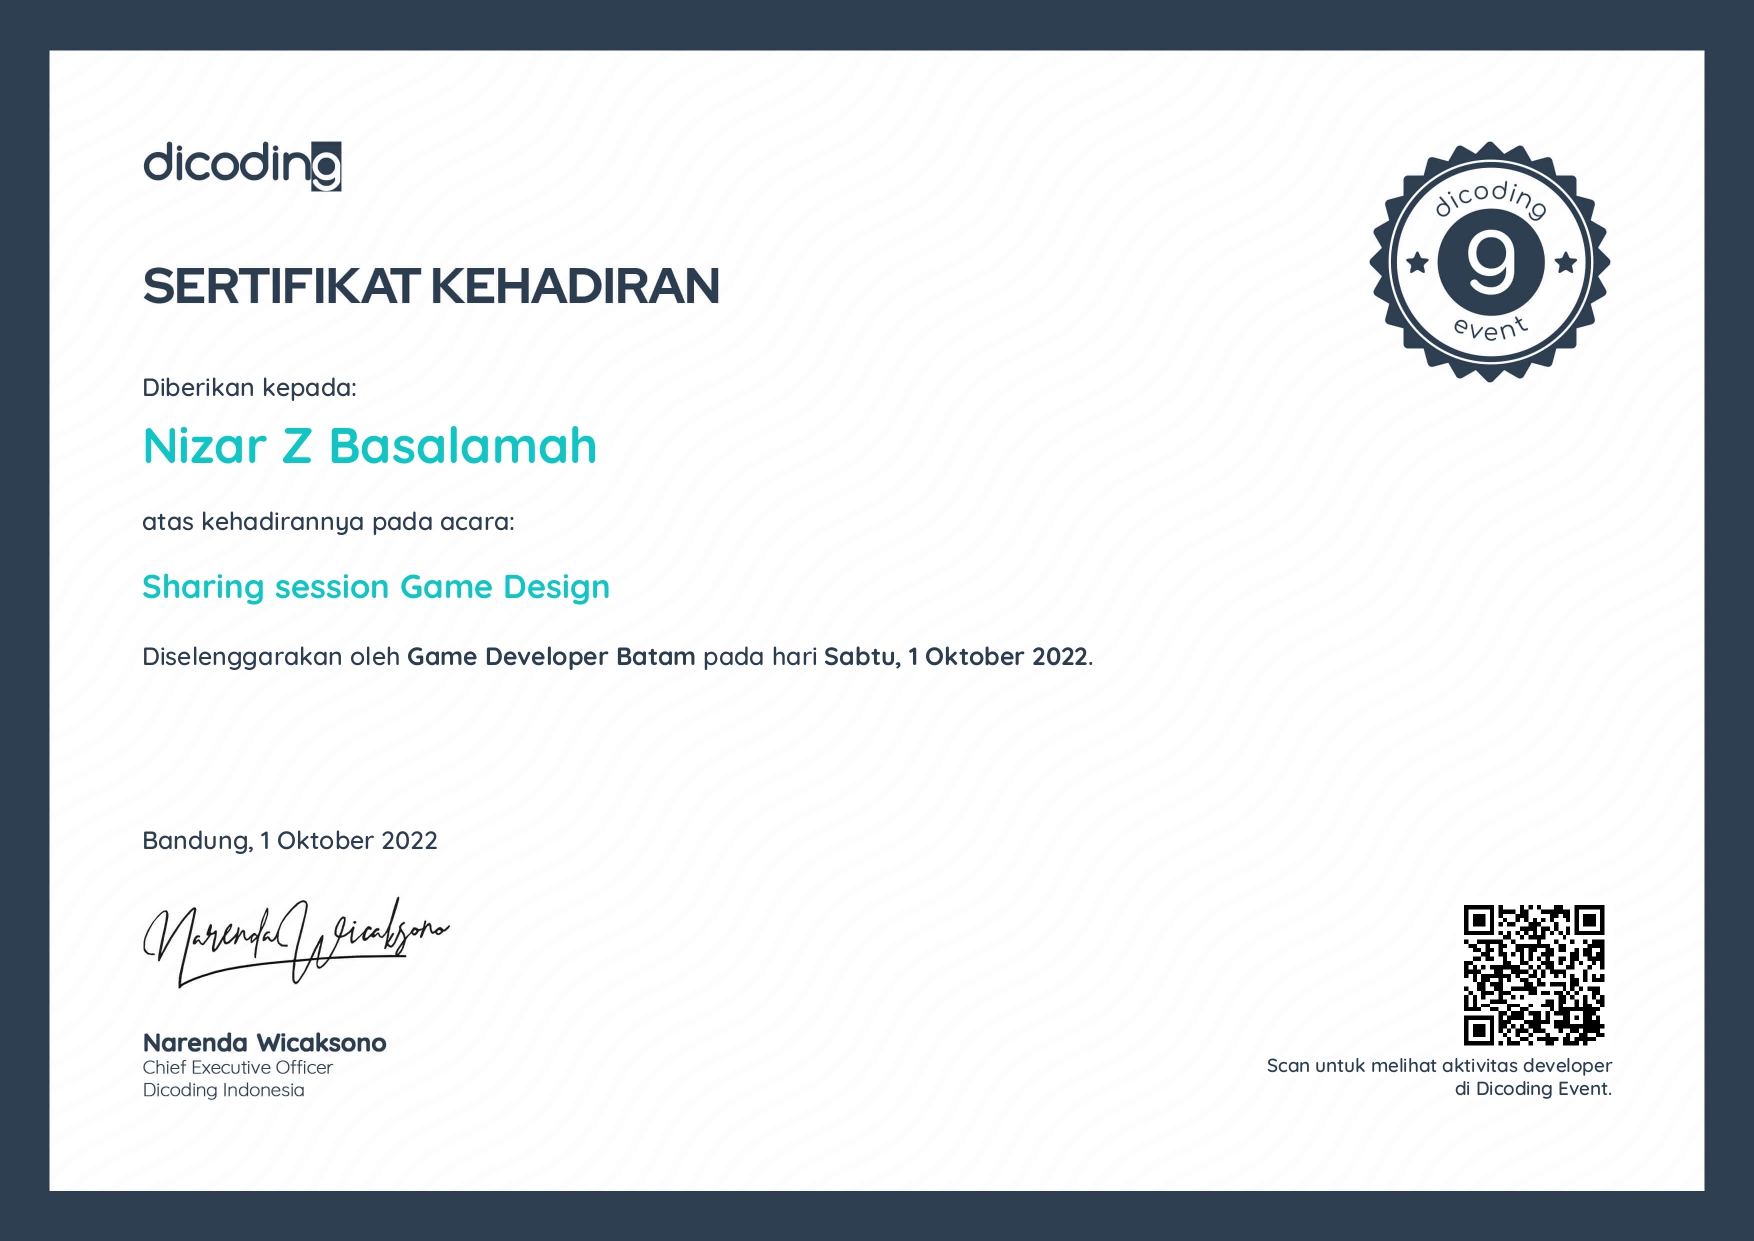 dicoding
SERTIFIKAT KEHADIRAN
dicoding
g
event
Diberikan kepada:
Nizar Z Basalamah
atas kehadirannya pada acara:
Sharing session Game Design
Diselenggarakan oleh Game Developer Batam pada hari Sabtu, 1 Oktober 2022.
Bandung, 1 Oktober 2022
Narenda Wicaksono
Narenda Wicaksono
Chief Executive Officer
Dicoding Indonesia
Scan untuk melihat aktivitas developer
di Dicoding Event.